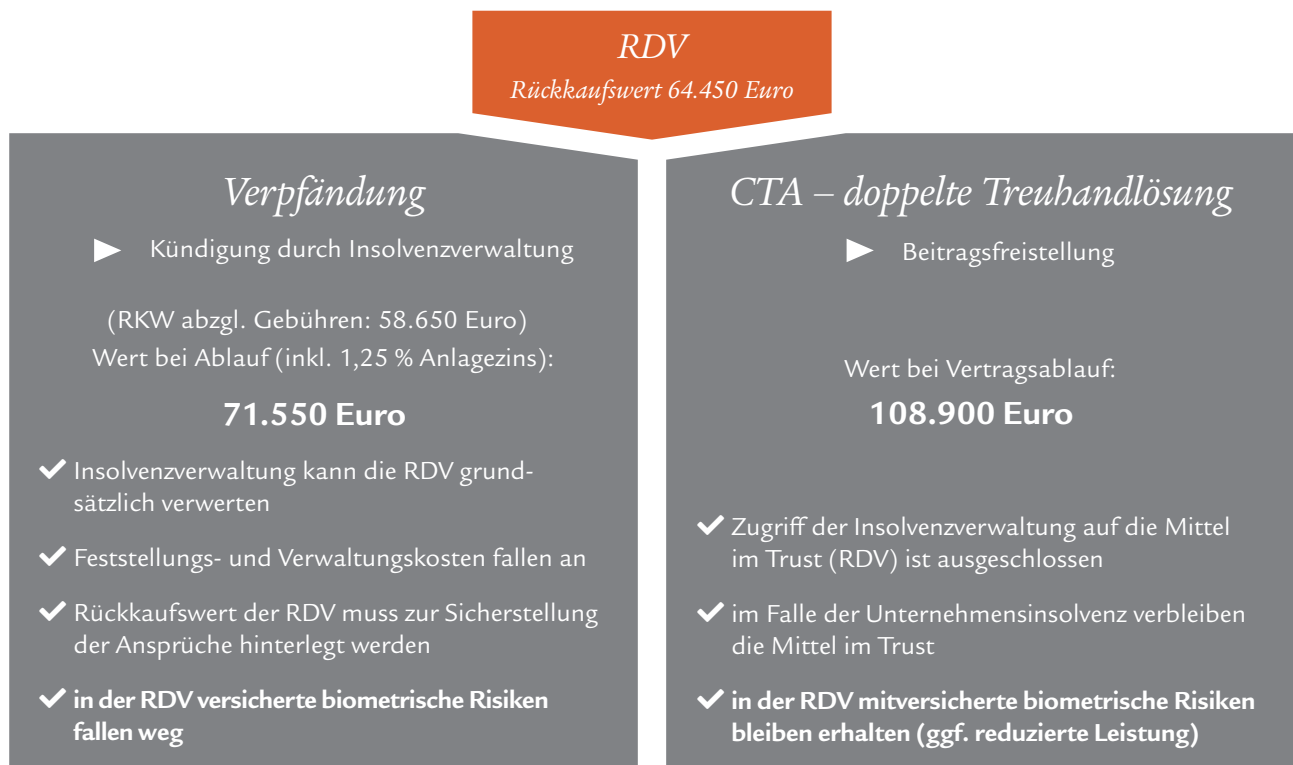 RDV
Rückkaufswert 64.450 Euro
Verpfändung
Kündigung durch Insolvenzverwaltung
(RKW abzgl. Gebühren: 58.650 Euro)
Wert bei Ablauf (inkl. 1,25 % Anlagezins):
71.550 Euro
Insolvenzverwaltung kann die RDV grund-
sätzlich verwerten
Feststellungs- und Verwaltungskosten fallen an
Rückkaufswert der RDV muss zur Sicherstellung
der Ansprüche hinterlegt werden
in der RDV versicherte biometrische Risiken
fallen weg
CTA – doppelte Treuhandlösung
Beitragsfreistellung
Wert bei Vertragsablauf:
108.900 Euro
Zugriff der Insolvenzverwaltung auf die Mittel
im Trust (RDV) ist ausgeschlossen
im Falle der Unternehmensinsolvenz verbleiben
die Mittel im Trust
in der RDV mitversicherte biometrische Risiken
bleiben erhalten (ggf. reduzierte Leistung)